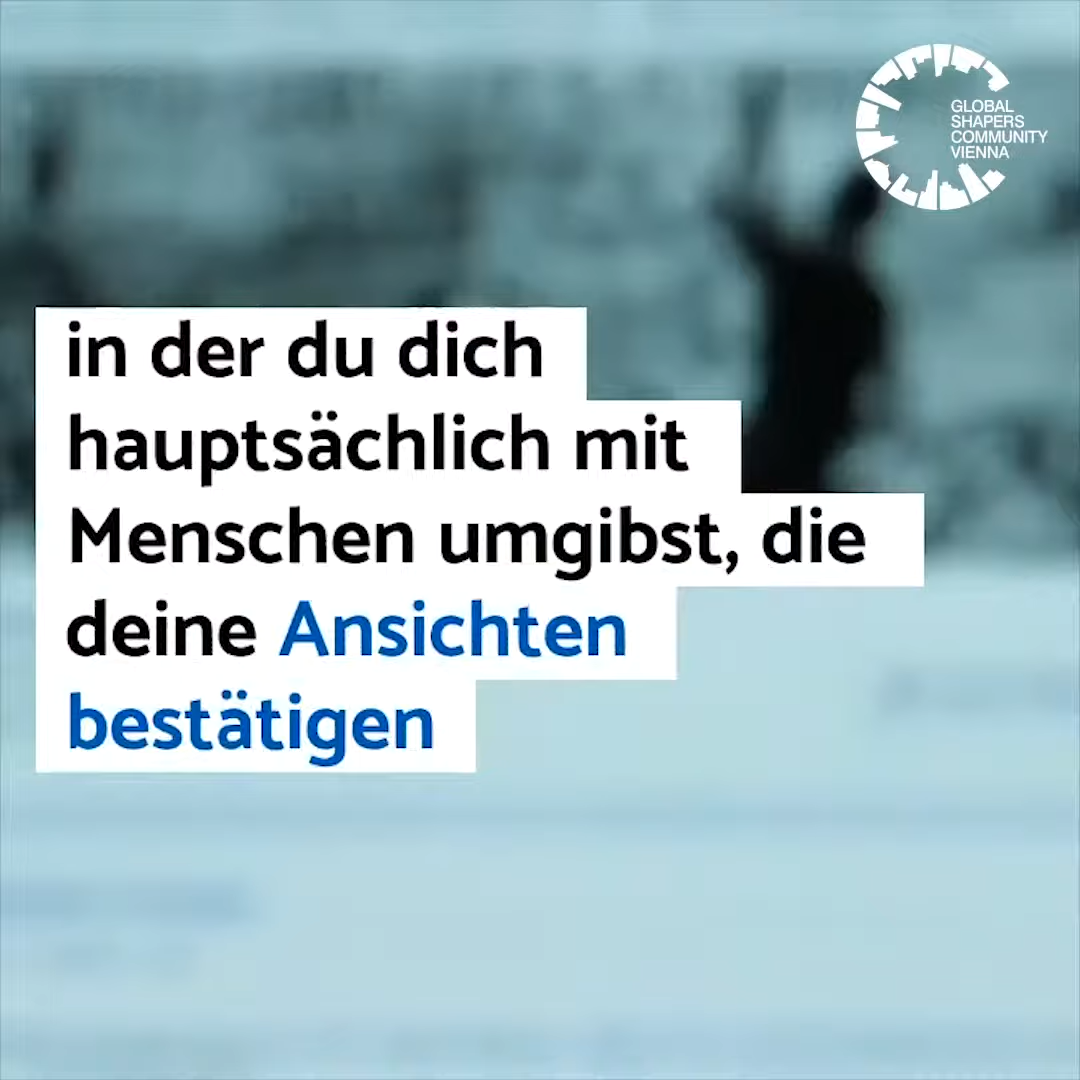 GLOBAL
SHAPERS
COMMUNITY
VIENNA
in der du dich
hauptsächlich mit
Menschen umgibst, die
deine Ansichten
bestätigen